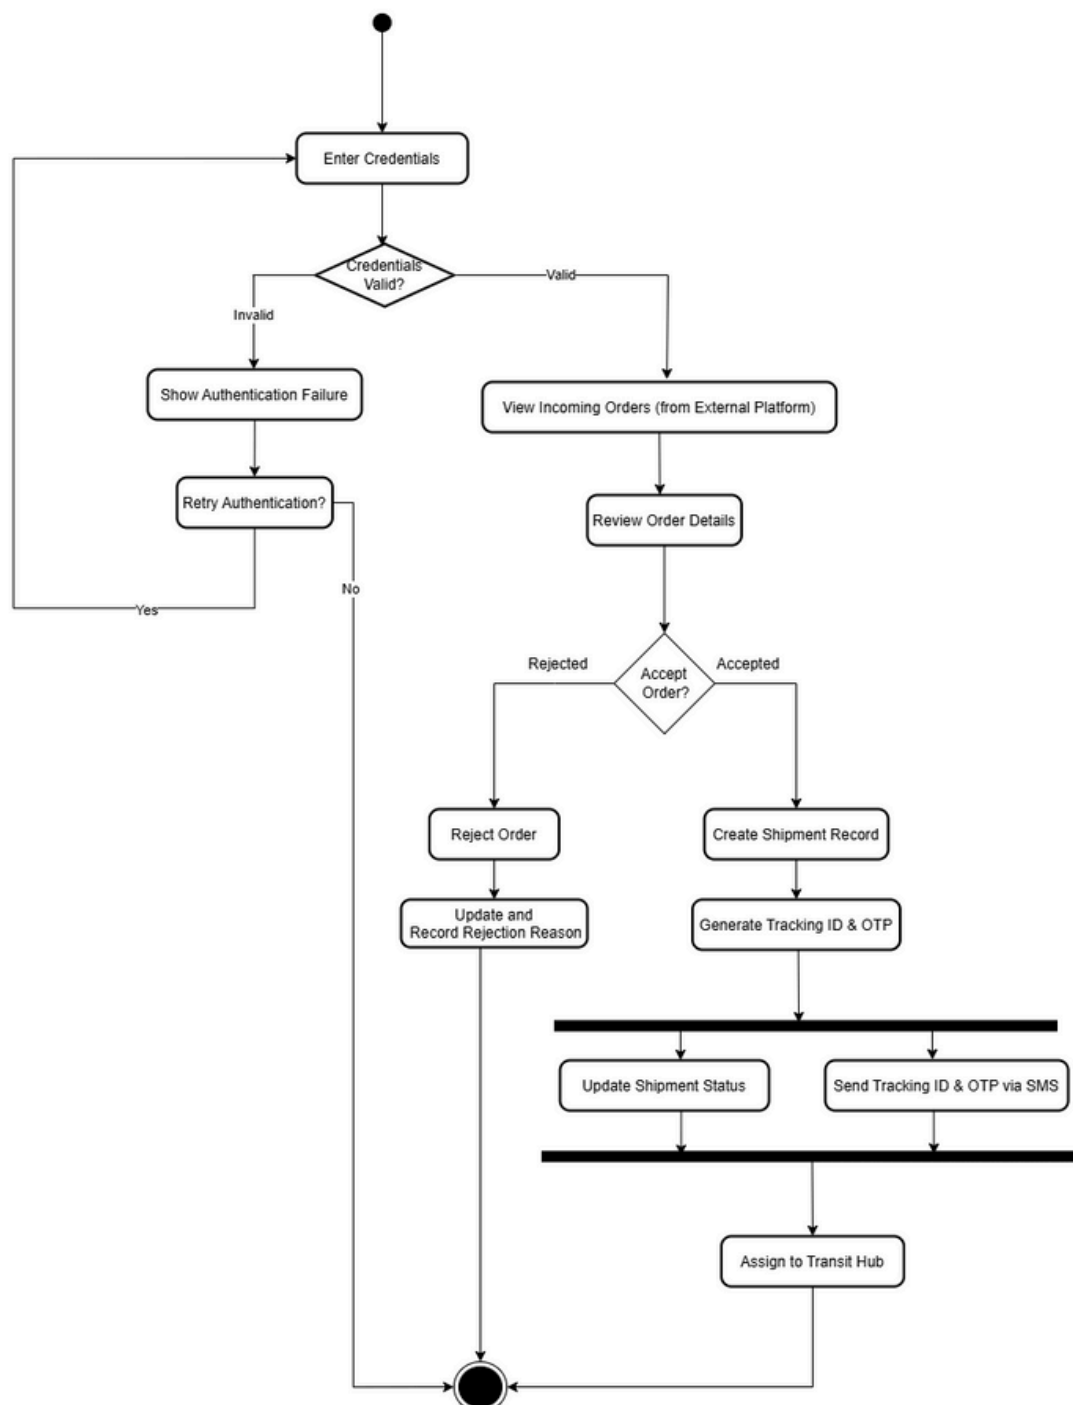 Enter Credentials
Credentials
Valid?
Valid
Invalid
Show Authentication Failure
View Incoming Orders (from External Platform)
Retry Authentication?
Review Order Details
No
Yes
Rejected
Accepted
Accept
Order?
Reject Order
Create Shipment Record
Update and
Record Rejection Reason
Generate Tracking ID & OTP
Update Shipment Status
Send Tracking ID & OTP via SMS
Assign to Transit Hub